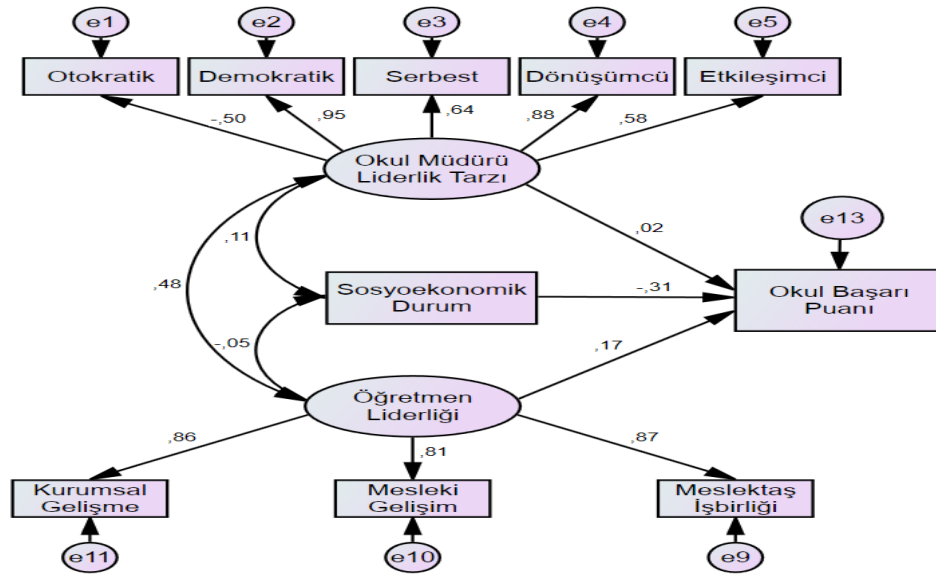 e1
e2
e3
e4
e5
Otokratik
Demokratik
Serbest
Dönüşümcü
Etkileşimci
-,50
,95
,64
,88
,58
Okul Müdürü
Liderlik Tarzı
e13
,02
,11
,48
Sosyoekonomik
Durum
-,31
Okul Başarı
Puanı
-,05
,17
Öğretmen
Liderliği
,86
,81
,87
Kurumsal
Gelişme
Mesleki
Gelişim
Meslektaş
İşbirliği
e11
e10
e9